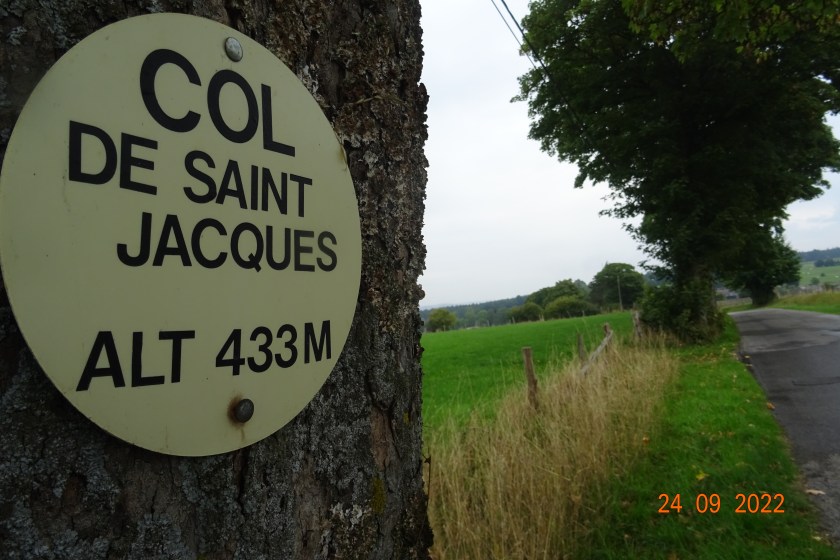 COL
DE SAINT
JACQUES
ALT 433M
24 09 2022